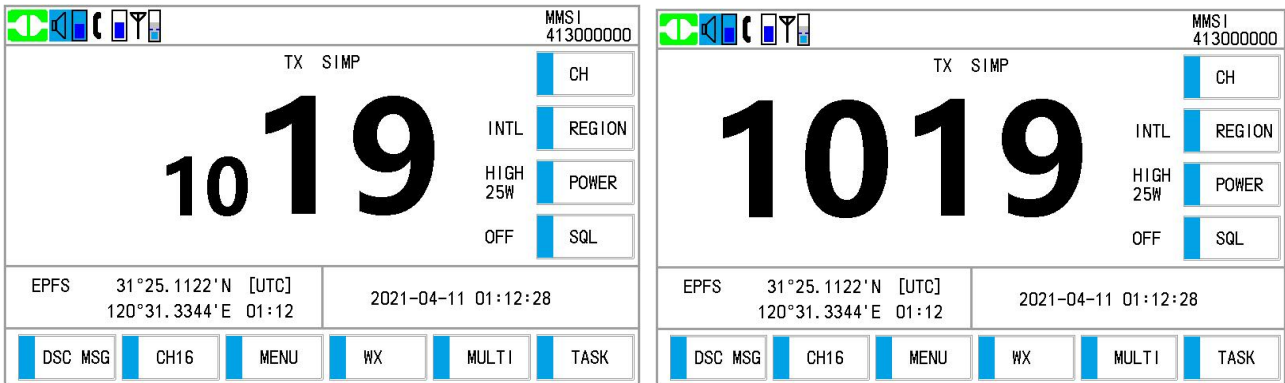 MMSI
413000000
TX SIMP
CH
1019
INTL REGION
HIGH
25W
POWER
OFF SQL
EPFS 31°25.1122'N [UTC]
120°31.3344'E 01:12
2021-04-11 01:12:28
DSC MSG CH16 MENU WX MULTI TASK
MMSI
413000000
TX SIMP
CH
1019
INTL REGION
HIGH
25W
POWER
OFF SQL
EPFS 31°25.1122'N [UTC]
120°31.3344'E 01:12
2021-04-11 01:12:28
DSC MSG CH16 MENU WX MULTI TASK